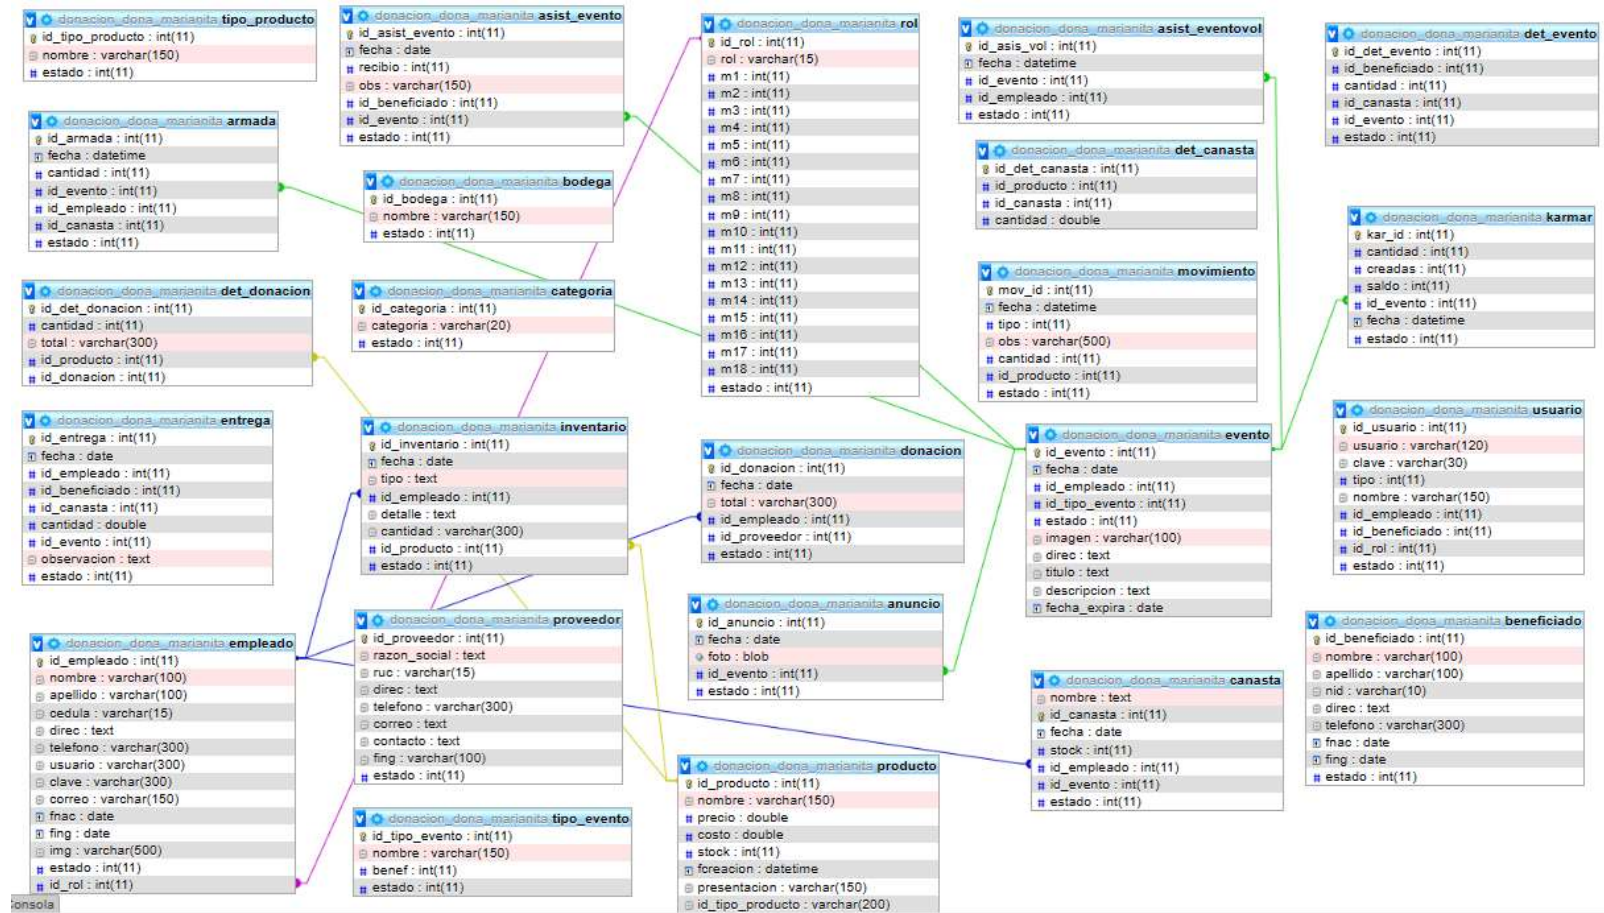 donacion_dona_marianita tipo_producto
id_tipo_producto : int(11)
nombre : varchar(150)
estado : int(11)
donacion_dona_marianita asist_evento
id_asist_evento : int(11)
fecha : date
recibio : int(11)
obs : varchar(150)
id_beneficiado : int(11)
id_evento : int(11)
estado : int(11)
donacion_dona_marianita rol
id_rol : int(11)
rol : varchar(15)
m1 : int(11)
m2 : int(11)
m3 : int(11)
m4 : int(11)
m5 : int(11)
m6 : int(11)
m7 : int(11)
m8 : int(11)
m9 : int(11)
m10 : int(11)
m11 : int(11)
m12 : int(11)
m13 : int(11)
m14 : int(11)
m15 : int(11)
m16 : int(11)
m17 : int(11)
m18 : int(11)
estado : int(11)
donacion_dona_marianita asist_eventovol
id_asis_vol : int(11)
fecha : datetime
id_evento : int(11)
id_empleado : int(11)
estado : int(11)
donacion_dona_marianita det_evento
id_det_evento : int(11)
id_beneficiado : int(11)
cantidad : int(11)
id_canasta : int(11)
id_evento : int(11)
estado : int(11)
donacion_dona_marianita armada
id_armada : int(11)
fecha : datetime
cantidad : int(11)
id_evento : int(11)
id_empleado : int(11)
id_canasta : int(11)
estado : int(11)
donacion_dona_marianita bodega
id_bodega : int(11)
nombre : varchar(150)
estado : int(11)
donacion_dona_marianita det_canasta
id_det_canasta : int(11)
id_producto : int(11)
id_canasta : int(11)
cantidad : double
donacion_dona_marianita karmar
kar_id : int(11)
cantidad : int(11)
creadas : int(11)
saldo : int(11)
id_evento : int(11)
fecha : datetime
estado : int(11)
donacion_dona_marianita det_donacion
id_det_donacion : int(11)
cantidad : int(11)
total : varchar(300)
id_producto : int(11)
id_donacion : int(11)
donacion_dona_marianita categoria
id_categoria : int(11)
categoria : varchar(20)
estado : int(11)
donacion_dona_marianita movimiento
mov_id : int(11)
fecha : datetime
tipo : int(11)
obs : varchar(500)
cantidad : int(11)
id_producto : int(11)
estado : int(11)
donacion_dona_marianita entrega
id_entrega : int(11)
fecha : date
id_empleado : int(11)
id_beneficiado : int(11)
id_canasta : int(11)
cantidad : double
id_evento : int(11)
observacion : text
estado : int(11)
donacion_dona_marianita inventario
id_inventario : int(11)
fecha : date
tipo : text
id_empleado : int(11)
detalle : text
cantidad : varchar(300)
id_producto : int(11)
estado : int(11)
donacion_dona_marianita donacion
id_donacion : int(11)
fecha : date
total : varchar(300)
id_empleado : int(11)
id_proveedor : int(11)
estado : int(11)
donacion_dona_marianita evento
id_evento : int(11)
fecha : date
id_empleado : int(11)
id_tipo_evento : int(11)
estado : int(11)
imagen : varchar(100)
direc : text
titulo : text
descripcion : text
fecha_expira : date
donacion_dona_marianita usuario
id_usuario : int(11)
usuario : varchar(120)
clave : varchar(30)
tipo : int(11)
nombre : varchar(150)
id_empleado : int(11)
id_beneficiado : int(11)
id_rol : int(11)
estado : int(11)
donacion_dona_marianita empleado
id_empleado : int(11)
nombre : varchar(100)
apellido : varchar(100)
cedula : varchar(15)
direc : text
telefono : varchar(300)
usuario : varchar(300)
clave : varchar(300)
correo : varchar(150)
fnac : date
fing : date
img : varchar(500)
estado : int(11)
id_rol : int(11)
donacion_dona_marianita proveedor
id_proveedor : int(11)
razon_social : text
ruc : varchar(15)
direc : text
telefono : varchar(300)
correo : text
contacto : text
fing : varchar(100)
estado : int(11)
donacion_dona_marianita anuncio
id_anuncio : int(11)
fecha : date
foto : blob
id_evento : int(11)
estado : int(11)
donacion_dona_marianita canasta
nombre : text
id_canasta : int(11)
fecha : date
stock : int(11)
id_empleado : int(11)
id_evento : int(11)
estado : int(11)
donacion_dona_marianita beneficiado
id_beneficiado : int(11)
nombre : varchar(100)
apellido : varchar(100)
nid : varchar(10)
direc : text
telefono : varchar(300)
fnac : date
fing : date
estado : int(11)
donacion_dona_marianita tipo_evento
id_tipo_evento : int(11)
nombre : varchar(150)
benef : int(11)
estado : int(11)
donacion_dona_marianita producto
id_producto : int(11)
nombre : varchar(150)
precio : double
costo : double
stock : int(11)
fcreacion : datetime
presentacion : varchar(150)
id_tipo_producto : varchar(200)
onsola